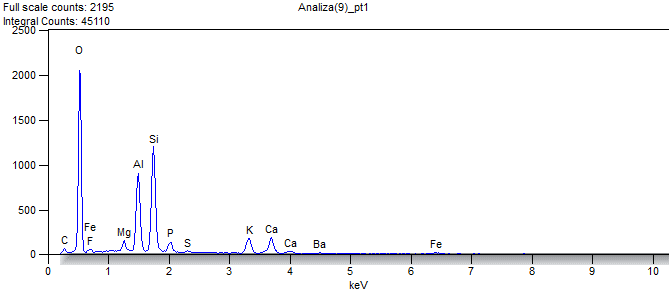 Full scale counts: 2195
Analiza(9)_pt1
Integral Counts: 45110
2500
2000
1500
1000
500
0
O
Si
Al
Fe
C
F
Mg
P
S
K
Ca
Ca
Ba
Fe
0 1 2 3 4 5 6 7 8 9 10
keV